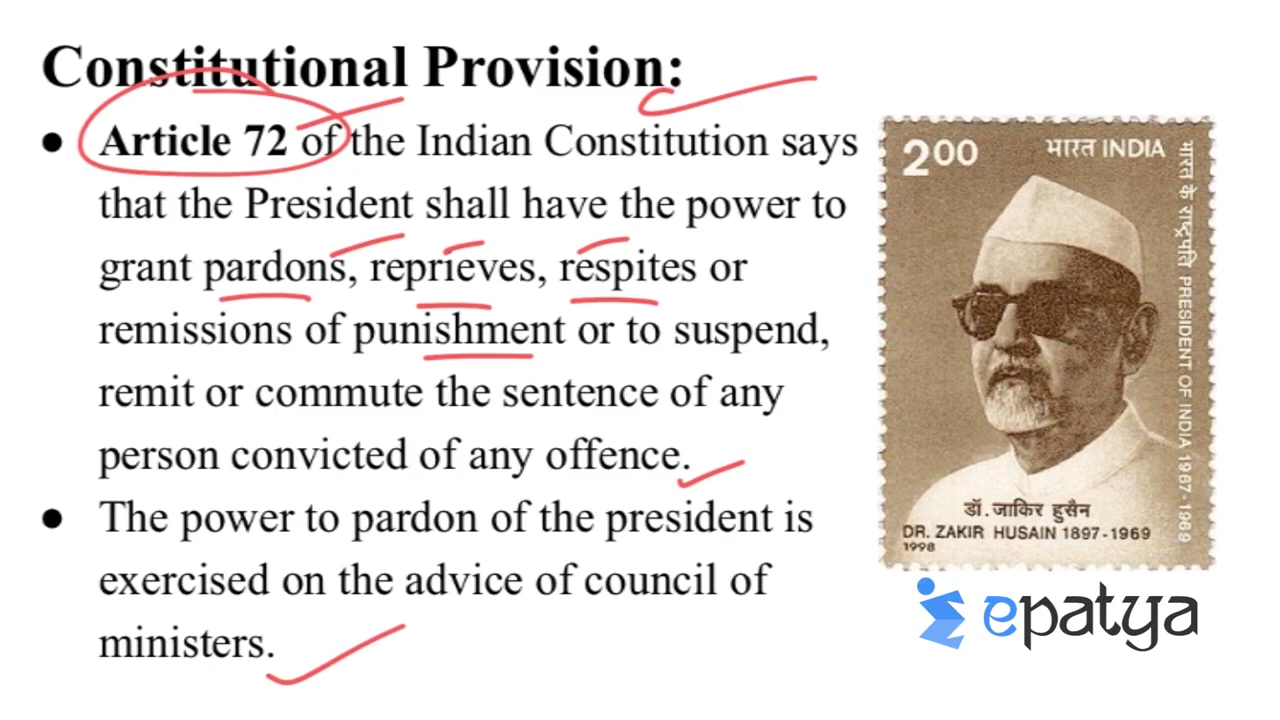 Constitutional Provision:
● Article 72 of the Indian Constitution says
that the President shall have the power to
grant pardons, reprieves, respites or
remissions of punishment or to suspend,
remit or commute the sentence of any
person convicted of any offence.
● The power to pardon of the president is
exercised on the advice of council of
ministers.
200
भारत INDIA
भारत के राष्ट्रपति PRESIDENT OF INDIA 1967-1969
डॉ. जाकिर हुसैन
DR. ZAKIR HUSAIN 1897-1969
1998
epatya